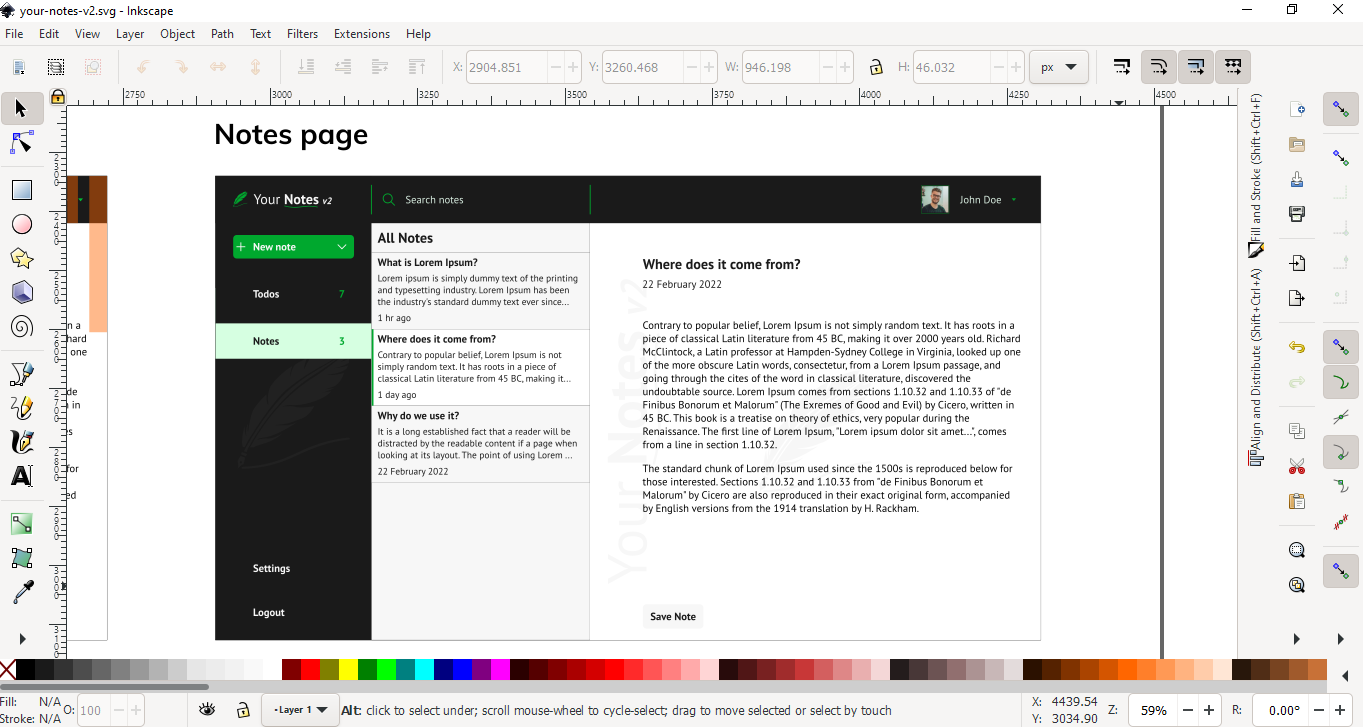 your-notes-v2.svg - Inkscape
File Edit View Layer Object Path Text Filters Extensions Help
X: 2904.851 Y: 3260.468 W: 946.198 H: 46.032 px
2750 3000 3250 3500 3750 4000 4250 4500
Notes page
Your Notes v2
Search notes
John Doe
New note
Todos 7
Notes 3
Settings
Logout
All Notes
What is Lorem Ipsum?
Lorem ipsum is simply dummy text of the printing
and typesetting industry. Lorem Ipsum has been
the industry's standard dummy text ever since...
1 hr ago
Where does it come from?
Contrary to popular belief, Lorem Ipsum is not
simply random text. It has roots in a piece of
classical Latin literature from 45 BC, making it...
1 day ago
Why do we use it?
It is a long established fact that a reader will be
distracted by the readable content if a page when
looking at its layout. The point of using Lorem ...
22 February 2022
Where does it come from?
22 February 2022
Contrary to popular belief, Lorem Ipsum is not simply random text. It has roots in a
piece of classical Latin literature from 45 BC, making it over 2000 years old. Richard
McClintock, a Latin professor at Hampden-Sydney College in Virginia, looked up one
of the more obscure Latin words, consectetur, from a Lorem Ipsum passage, and
going through the cites of the word in classical literature, discovered the
undoubtable source. Lorem Ipsum comes from sections 1.10.32 and 1.10.33 of "de
Finibus Bonorum et Malorum" (The Exremes of Good and Evil) by Cicero, written in
45 BC. This book is a treatise on theory of ethics, very popular during the
Renaissance. The first line of Lorem Ipsum, "Lorem ipsum dolor sit amet...", comes
from a line in section 1.10.32.
The standard chunk of Lorem Ipsum used since the 1500s is reproduced below for
those interested. Sections 1.10.32 and 1.10.33 from "de Finibus Bonorum et
Malorum" by Cicero are also reproduced in their exact original form, accompanied
by English versions from the 1914 translation by H. Rackham.
Your Notes v2
Save Note
Fill and Stroke (Shift+Ctrl+F)
Align and Distribute (Shift+Ctrl+A)
Fill: N/A
Stroke: N/A
O: 100
Layer 1
Alt: click to select under; scroll mouse-wheel to cycle-select; drag to move selected or select by touch
X: 4439.54
Y: 3034.90
Z: 59%
R: 0.00°